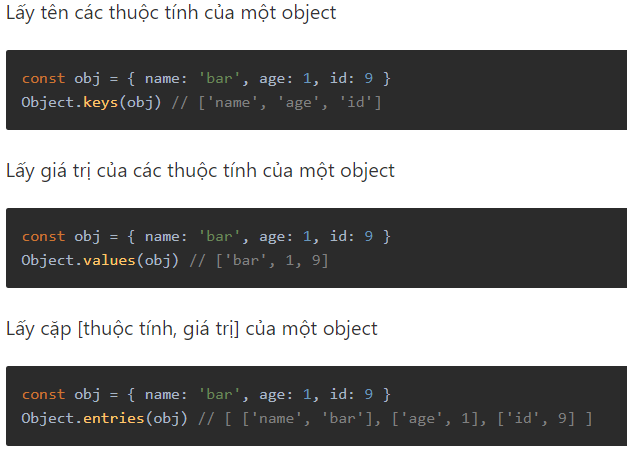 Lấy tên các thuộc tính của một object
const obj = { name: 'bar', age: 1, id: 9 }
Object.keys(obj) // ['name', 'age', 'id']
Lấy giá trị của các thuộc tính của một object
const obj = { name: 'bar', age: 1, id: 9 }
Object.values(obj) // ['bar', 1, 9]
Lấy cặp [thuộc tính, giá trị] của một object
const obj = { name: 'bar', age: 1, id: 9 }
Object.entries(obj) // [ ['name', 'bar'], ['age', 1], ['id', 9] ]